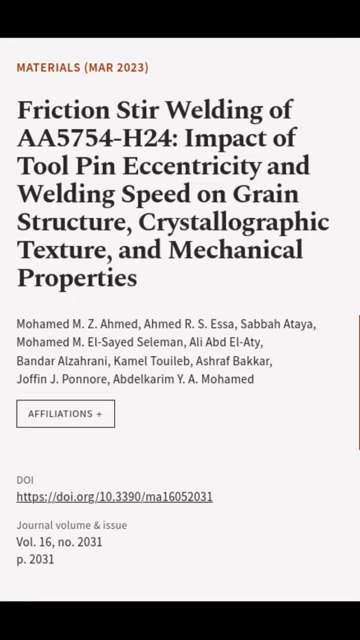 MATERIALS (MAR 2023)
Friction Stir Welding of
AA5754-H24: Impact of
Tool Pin Eccentricity and
Welding Speed on Grain
Structure, Crystallographic
Texture, and Mechanical
Properties
Mohamed M. Z. Ahmed, Ahmed R. S. Essa, Sabbah Ataya,
Mohamed M. El-Sayed Seleman, Ali Abd El-Aty,
Bandar Alzahrani, Kamel Touileb, Ashraf Bakkar,
Joffin J. Ponnore, Abdelkarim Y. A. Mohamed
AFFILIATIONS +
DOI
https://doi.org/10.3390/ma16052031
Journal volume & issue
Vol. 16, no. 2031
p. 2031